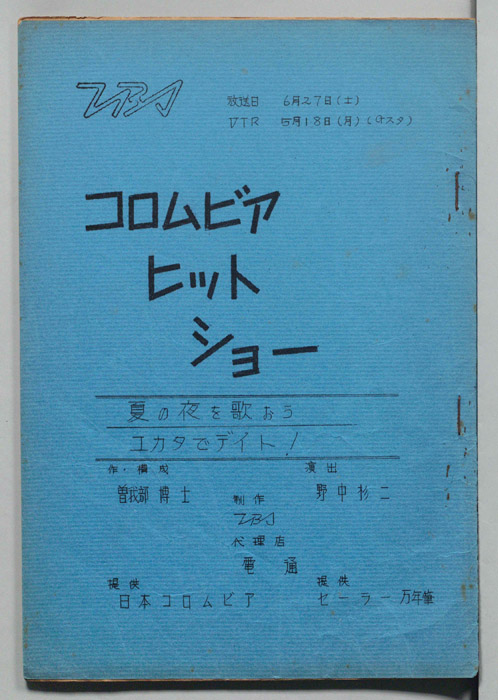 TBS
放送日 6月27日(土)
VTR 5月18日(月)(Gスタ)
コロムビア
ヒット
ショー
夏の夜を歌おう
ユカタでデイト!
作・構成
曽我部博士
演出
野中杉二
制作
TBS
代理店
電通
提供
日本コロムビア
提供
セーラー万年筆